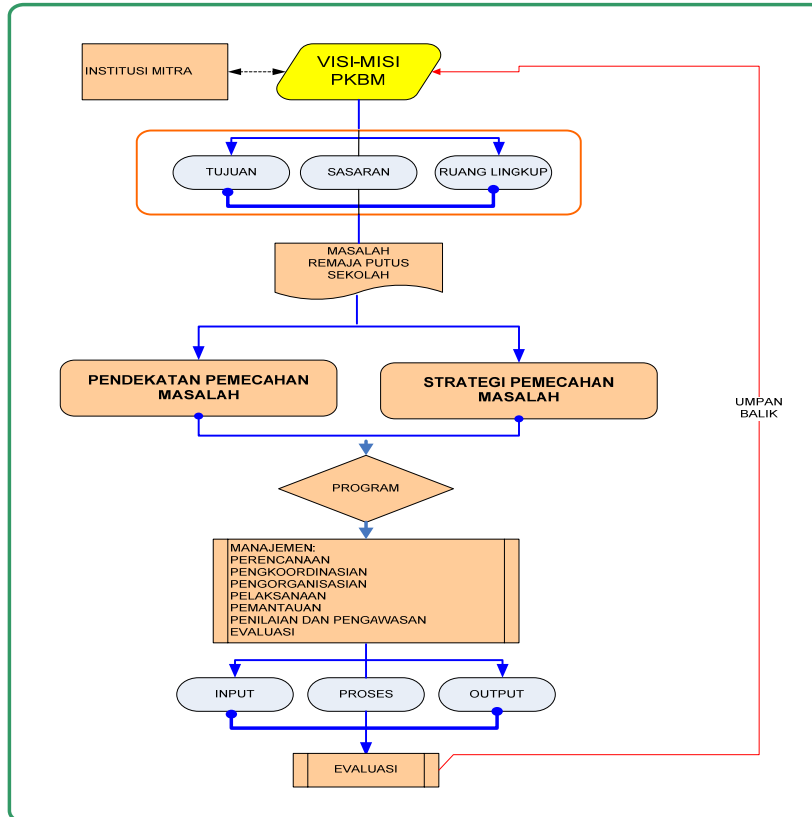 INSTITUSI MITRA
VISI-MISI
PKBM
TUJUAN
SASARAN
RUANG LINGKUP
MASALAH
REMAJA PUTUS
SEKOLAH
PENDEKATAN PEMECAHAN
MASALAH
STRATEGI PEMECAHAN
MASALAH
UMPAN
BALIK
PROGRAM
MANAJEMEN:
PERENCANAAN
PENGKOORDINASIAN
PENGORGANISASIAN
PELAKSANAAN
PEMANTAUAN
PENILAIAN DAN PENGAWASAN
EVALUASI
INPUT
PROSES
OUTPUT
EVALUASI